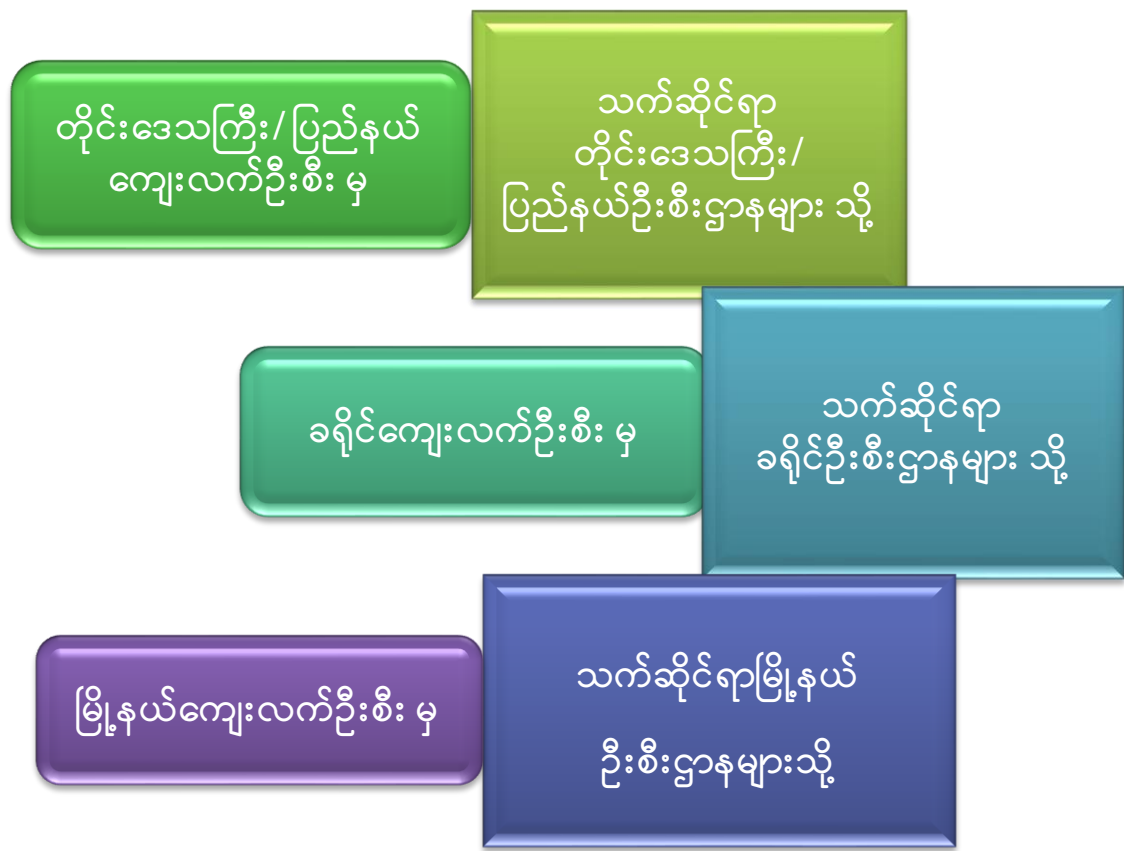 တိုင်းဒေသကြီး/ပြည်နယ်
ကျေးလက်ဦးစီး မှ
သက်ဆိုင်ရာ
တိုင်းဒေသကြီး/
ပြည်နယ်ဦးစီးဌာနများ သို့
ခရိုင်ကျေးလက်ဦးစီး မှ
သက်ဆိုင်ရာ
ခရိုင်ဦးစီးဌာနများ သို့
မြို့နယ်ကျေးလက်ဦးစီး မှ
သက်ဆိုင်ရာမြို့နယ်
ဦးစီးဌာနများသို့